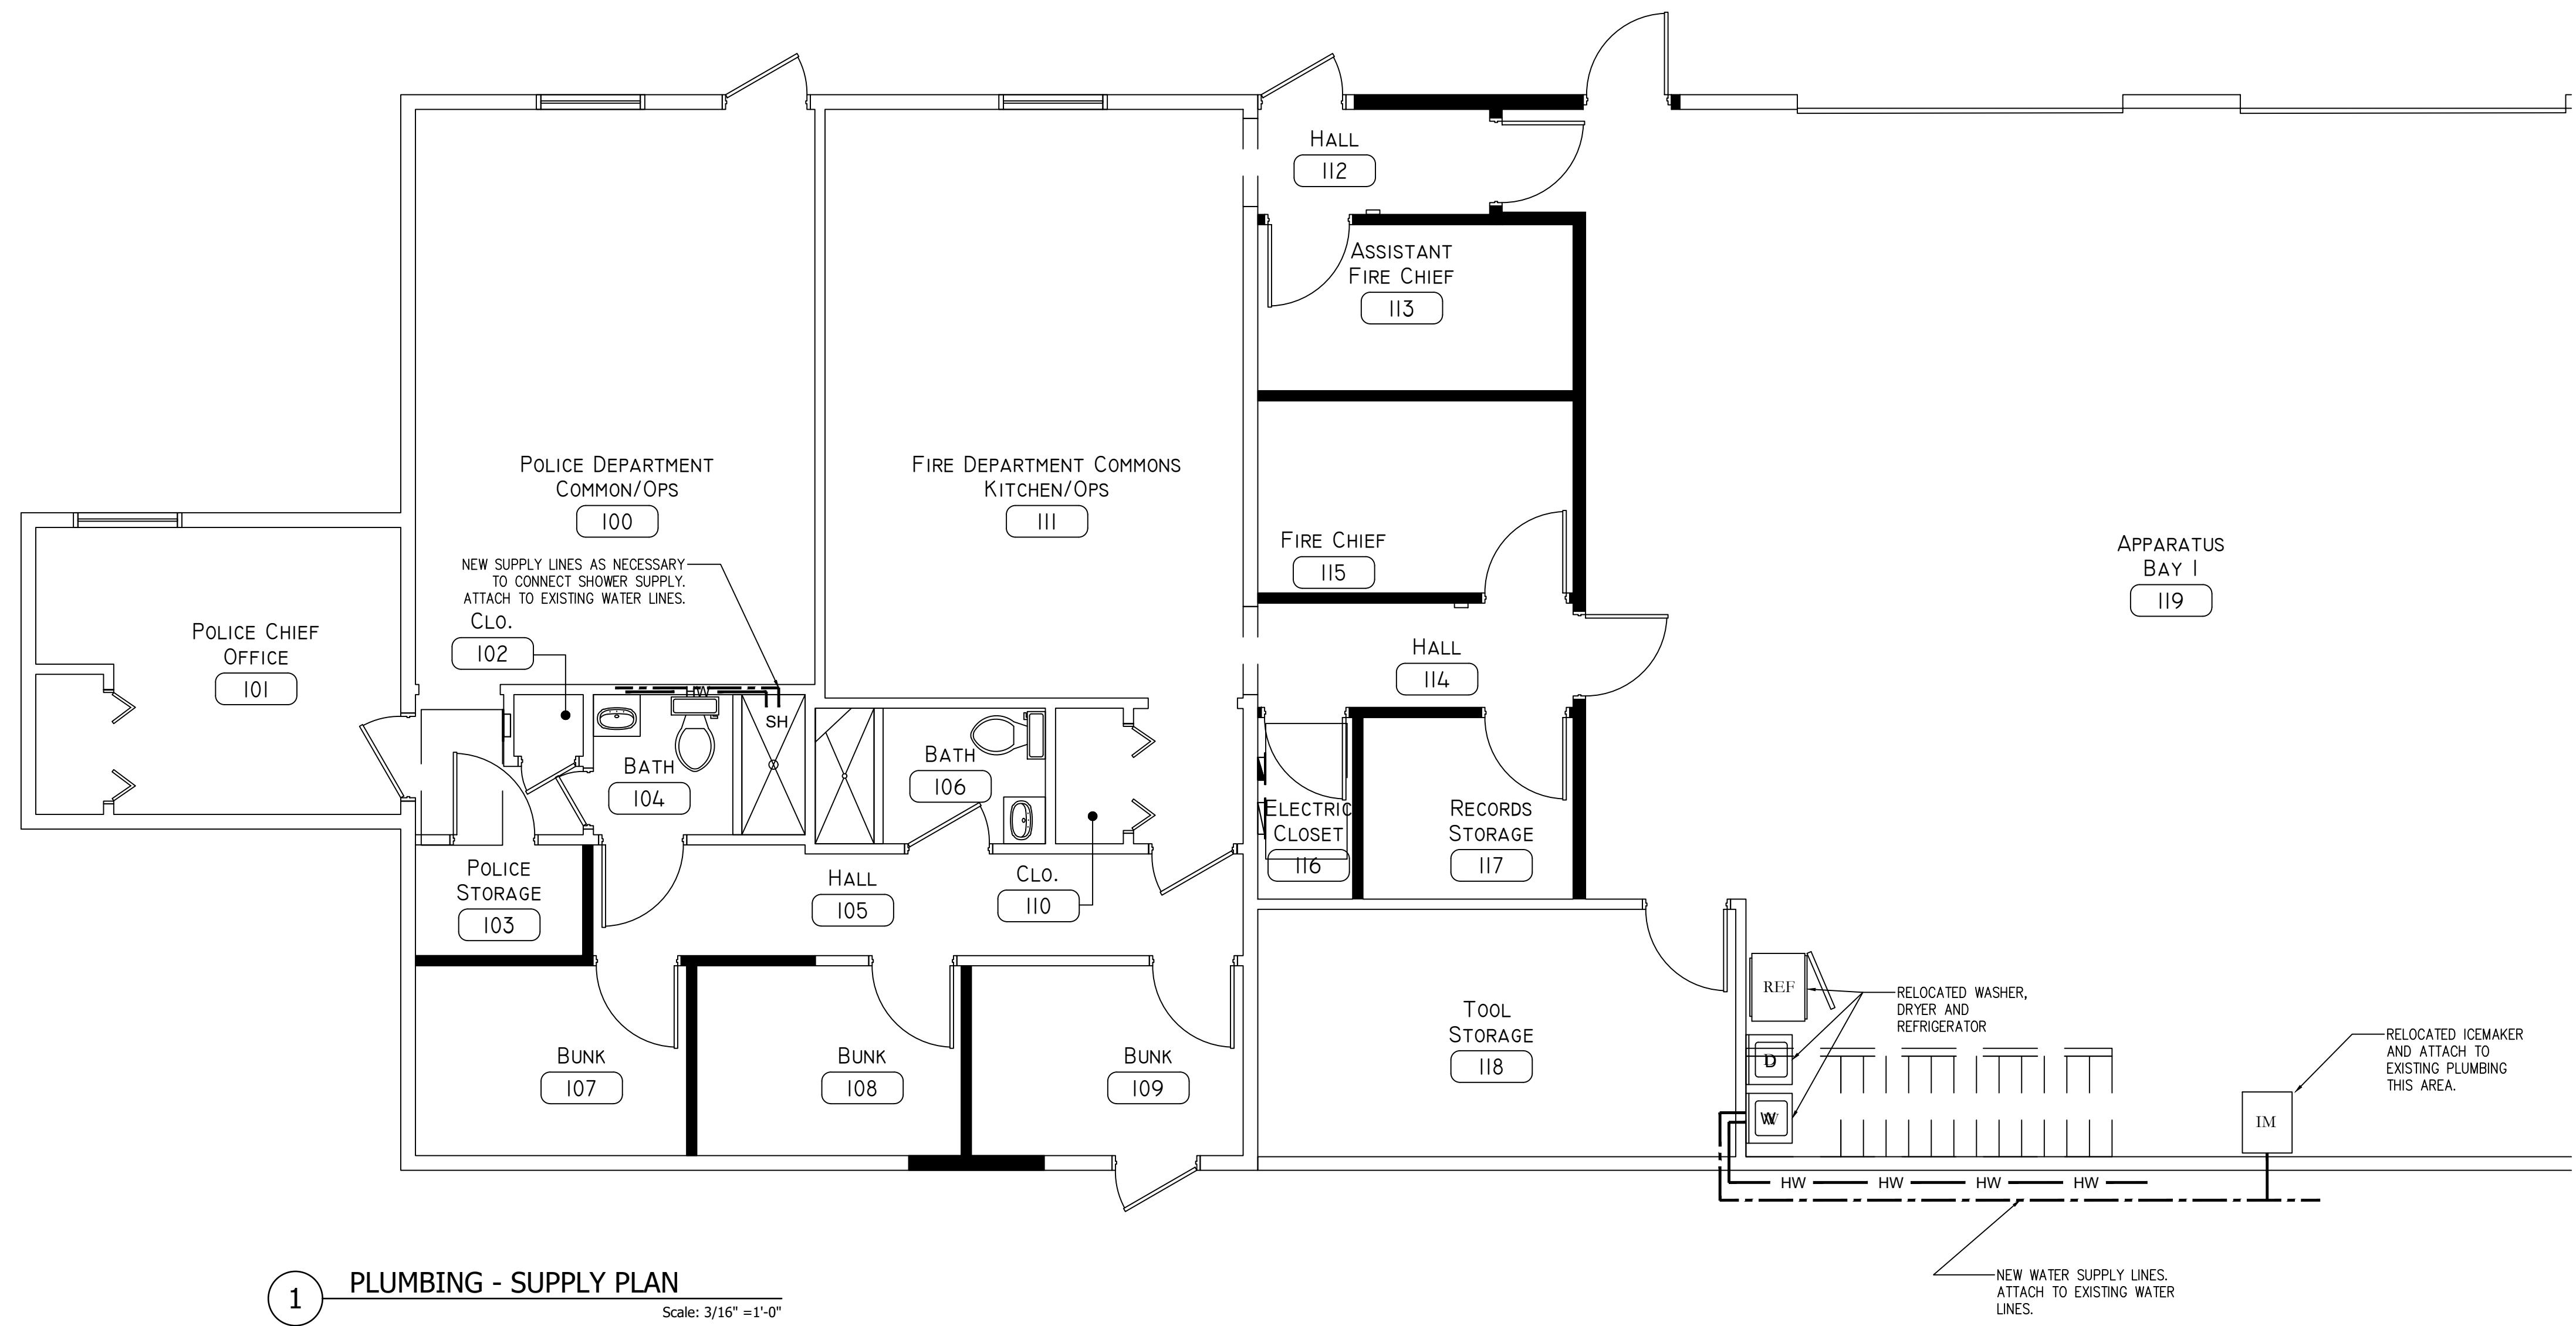 HALL
112
ASSISTANT
FIRE CHIEF
113
POLICE DEPARTMENT
COMMON/OPS
100
FIRE DEPARTMENT COMMONS
KITCHEN/OPS
111
FIRE CHIEF
115
APPARATUS
BAY 1
119
NEW SUPPLY LINES AS NECESSARY
TO CONNECT SHOWER SUPPLY.
ATTACH TO EXISTING WATER LINES.
CLO.
102
POLICE CHIEF
OFFICE
101
HALL
114
HW
SH
BATH
104
BATH
106
ELECTRIC
CLOSET
116
RECORDS
STORAGE
117
POLICE
STORAGE
103
HALL
105
CLO.
110
REF
RELOCATED WASHER,
DRYER AND
REFRIGERATOR
TOOL
STORAGE
118
BUNK
107
BUNK
108
BUNK
109
D
W
RELOCATED ICEMAKER
AND ATTACH TO
EXISTING PLUMBING
THIS AREA.
IM
HW HW HW HW
NEW WATER SUPPLY LINES.
ATTACH TO EXISTING WATER
LINES.
1 PLUMBING - SUPPLY PLAN
Scale: 3/16" =1'-0"